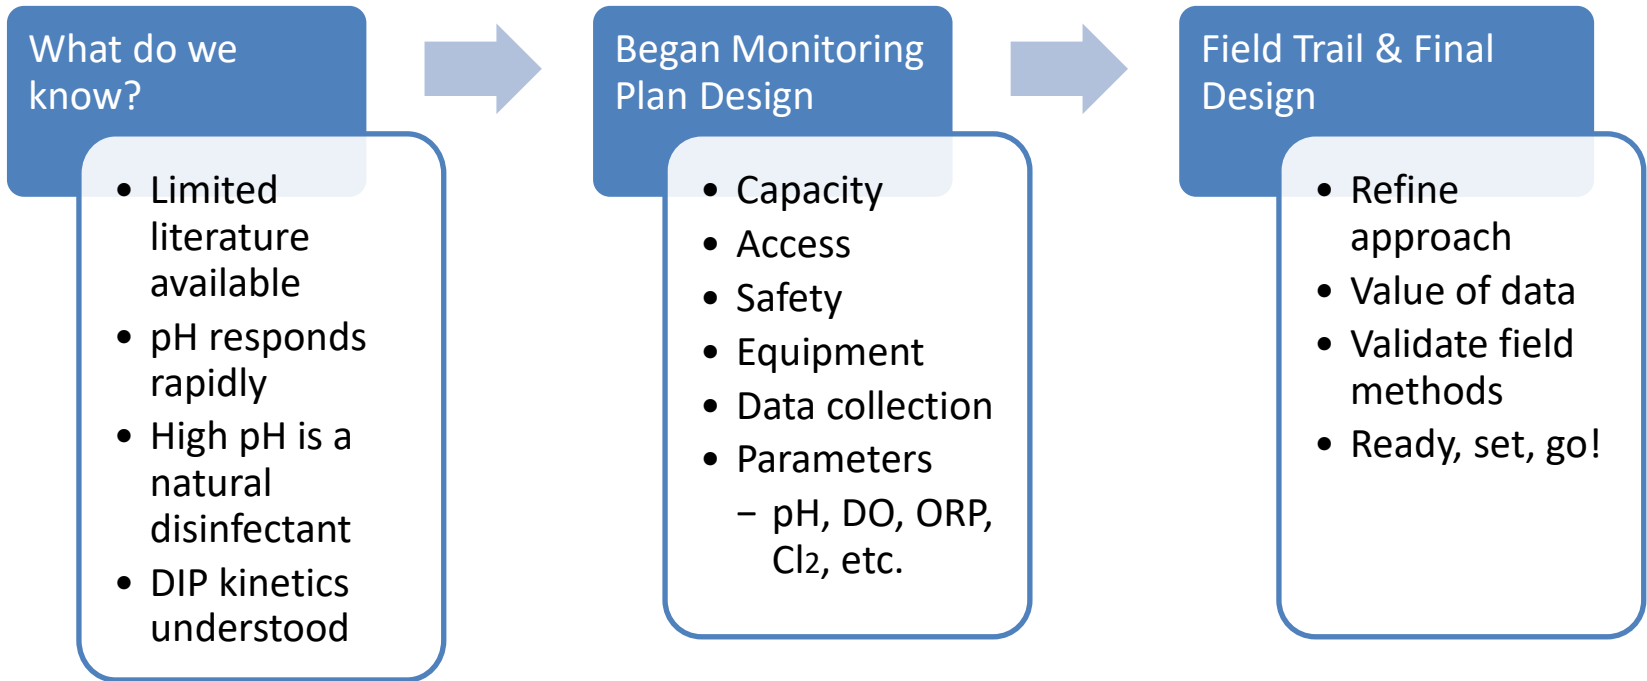 What do we
know?
• Limited
literature
available
• pH responds
rapidly
• High pH is a
natural
disinfectant
• DIP kinetics
understood
Began Monitoring
Plan Design
• Capacity
• Access
• Safety
• Equipment
• Data collection
• Parameters
– pH, DO, ORP,
Cl2, etc.
Field Trail & Final
Design
• Refine
approach
• Value of data
• Validate field
methods
• Ready, set, go!